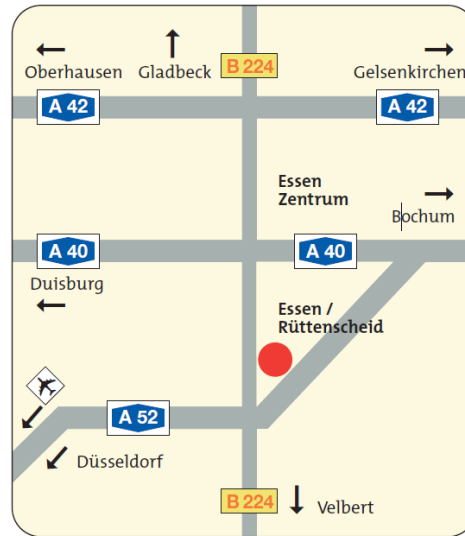 Oberhausen
Gladbeck
B 224
Gelsenkirchen
A 42
A 42
Essen
Zentrum
Bochum
A 40
A 40
Duisburg
Essen /
Rüttenscheid
A 52
Düsseldorf
B 224
Velbert